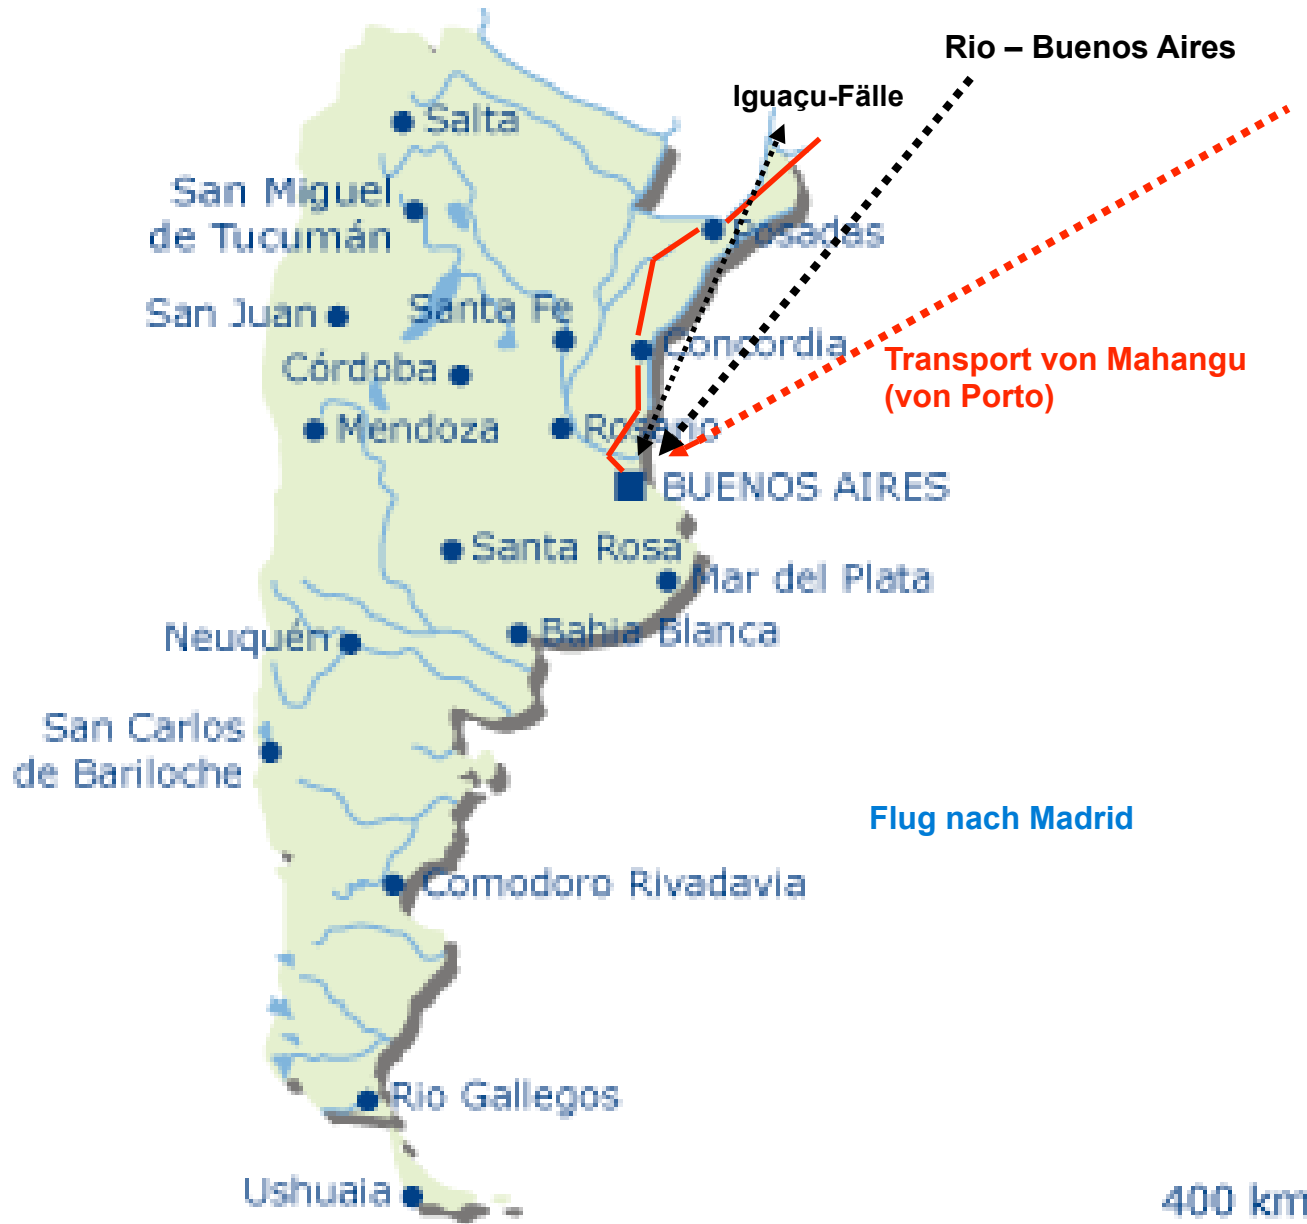 Rio – Buenos Aires
Iguaçu-Fälle
Salta
San Miguel
de Tucumán
Posadas
San Juan
Santa Fe
Concordia
Transport von Mahangu
(von Porto)
Córdoba
Mendoza
Rosario
BUENOS AIRES
Santa Rosa
Mar del Plata
Neuquén
Bahia Blanca
San Carlos
de Bariloche
Flug nach Madrid
Comodoro Rivadavia
Rio Gallegos
Ushuaia
400 km